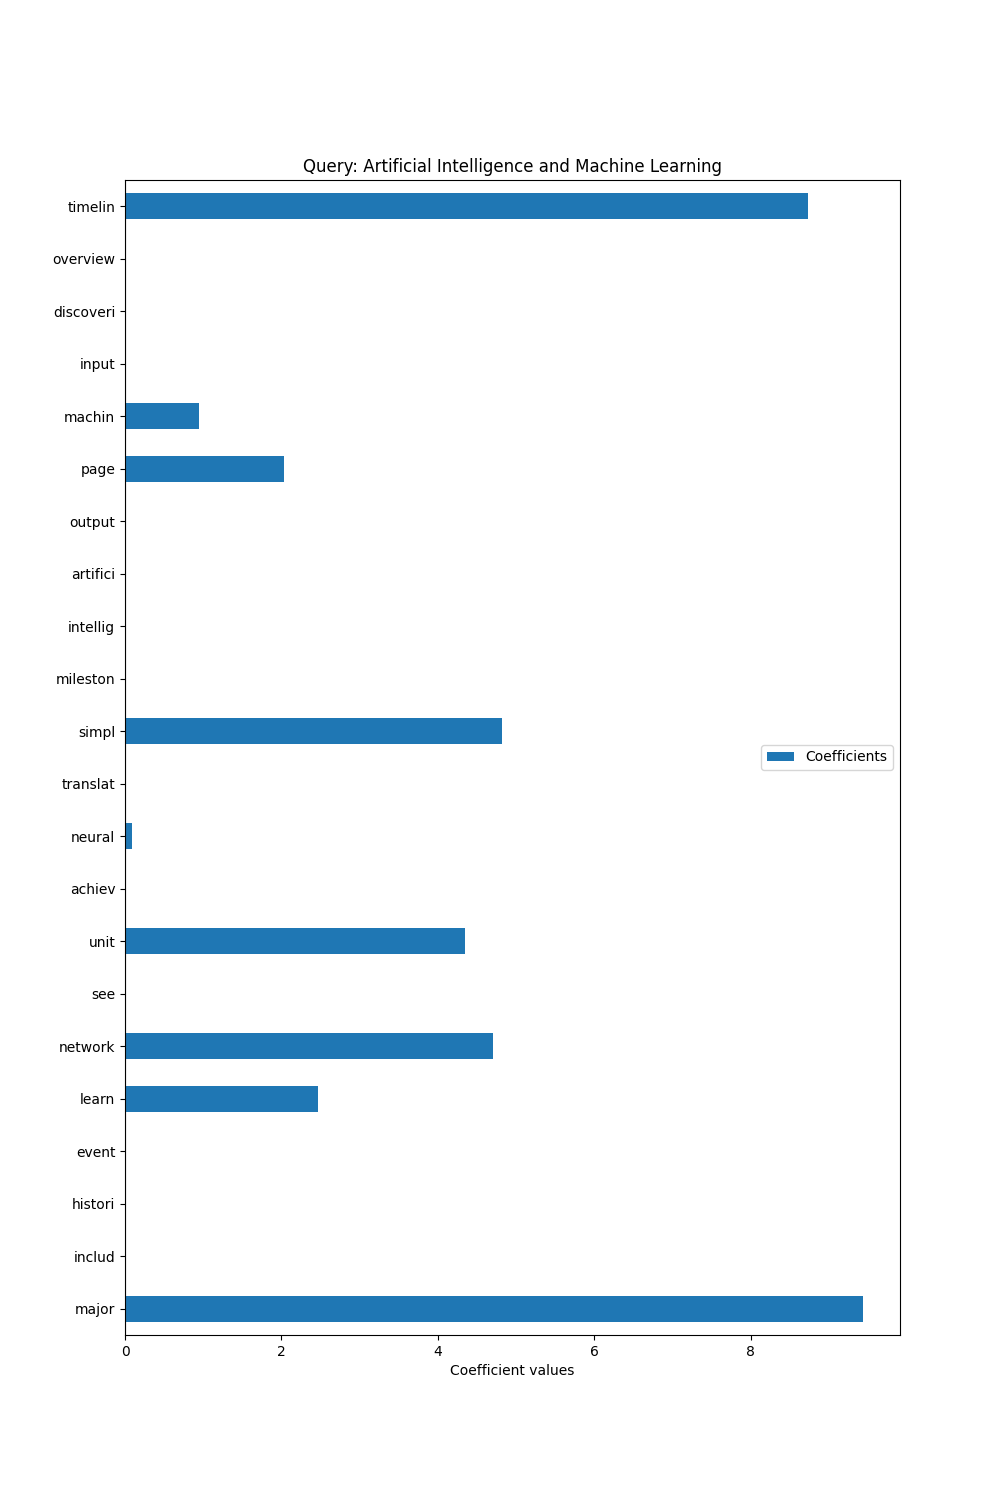 Query: Artificial Intelligence and Machine Learning
timelin
overview
discoveri
input
machin
page
output
artifici
intellig
mileston
simpl
translat
Coefficients
neural
achiev
unit
see
network
learn
event
histori
includ
major
0 2 4 6 8
Coefficient values